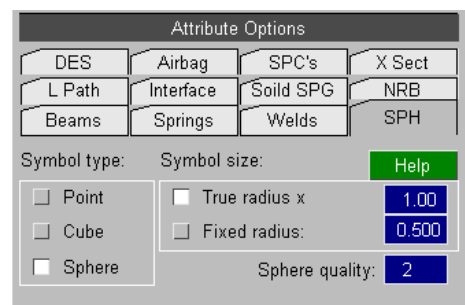 Attribute Options
DES Airbag SPC's X Sect
L Path Interface Soild SPG NRB
Beams Springs Welds SPH
Symbol type: Symbol size: Help
Point True radius x 1.00
Cube Fixed radius: 0.500
Sphere Sphere quality: 2